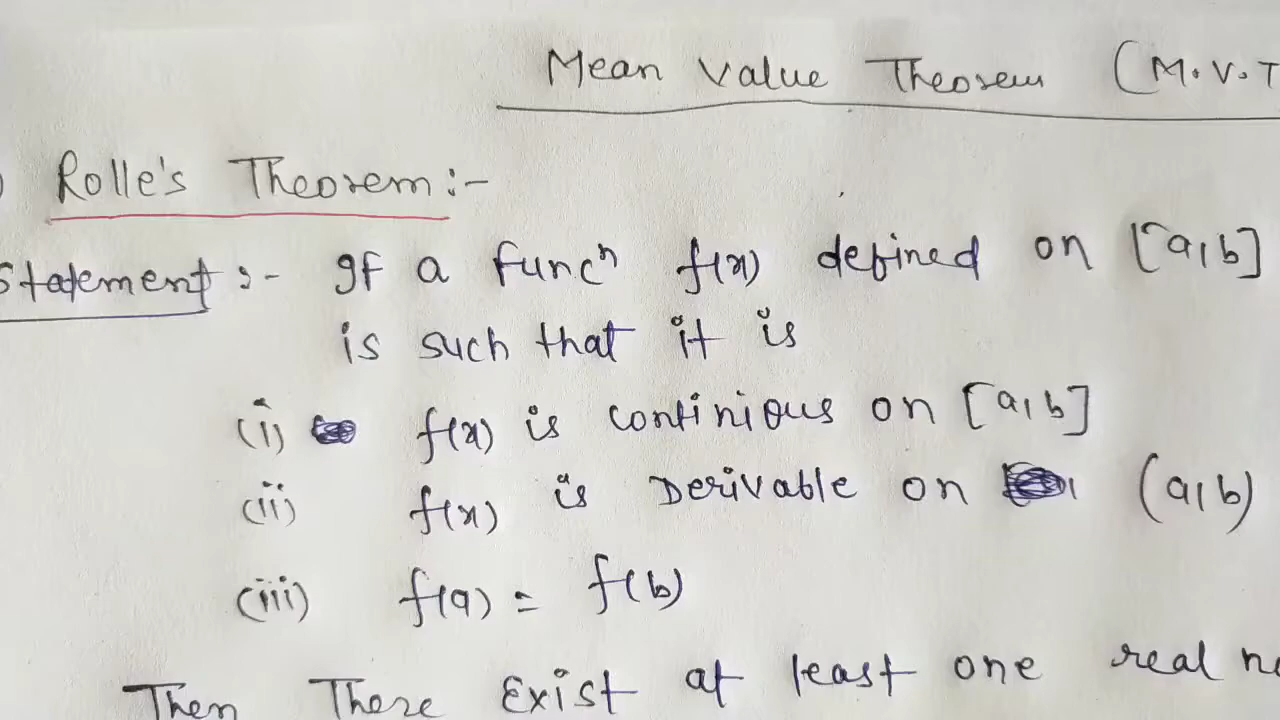 Mean Value Theorem (M.V.T
) Rolle's Theorem:-
Statement:- If a funcⁿ f(x) defined on [a,b]
is such that it is
(i) f(x) is continious on [a,b]
(ii) f(x) is Derivable on (a,b)
(iii) f(a) = f(b)
Then There Exist at least one real